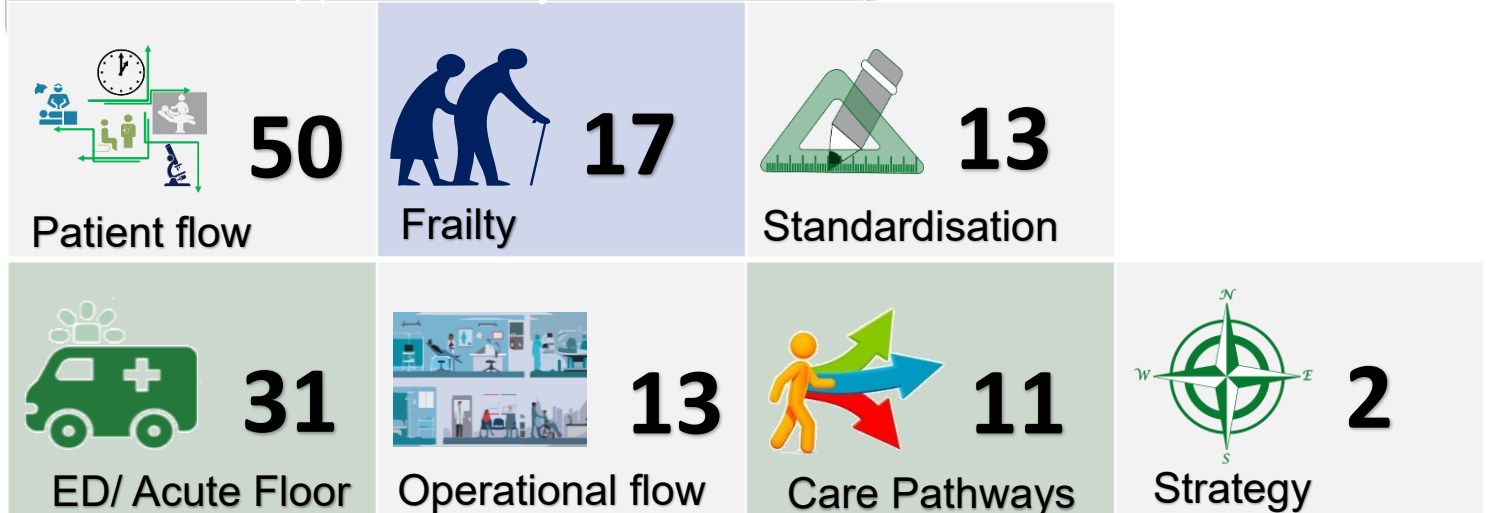 50
Patient flow
17
Frailty
13
Standardisation
31
ED/ Acute Floor
13
Operational flow
11
Care Pathways
N
W
E
S
2
Strategy